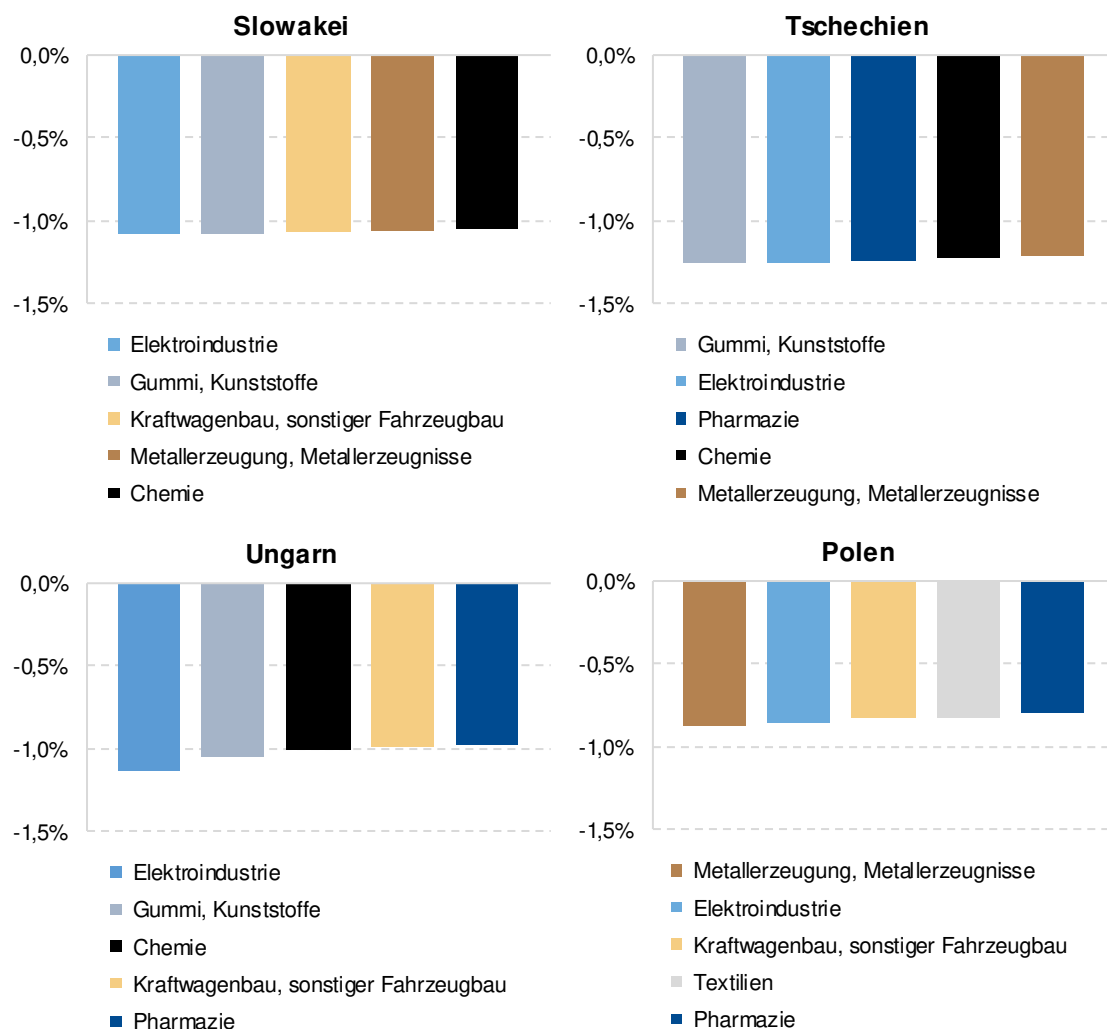 Slowakei
0,0%
-0,5%
-1,0%
-1,5%
Elektroindustrie
Gummi, Kunststoffe
Kraftwagenbau, sonstiger Fahrzeugbau
Metallerzeugung, Metallerzeugnisse
Chemie
Tschechien
0,0%
-0,5%
-1,0%
-1,5%
Gummi, Kunststoffe
Elektroindustrie
Pharmazie
Chemie
Metallerzeugung, Metallerzeugnisse
Ungarn
0,0%
-0,5%
-1,0%
-1,5%
Elektroindustrie
Gummi, Kunststoffe
Chemie
Kraftwagenbau, sonstiger Fahrzeugbau
Pharmazie
Polen
0,0%
-0,5%
-1,0%
-1,5%
Metallerzeugung, Metallerzeugnisse
Elektroindustrie
Kraftwagenbau, sonstiger Fahrzeugbau
Textilien
Pharmazie